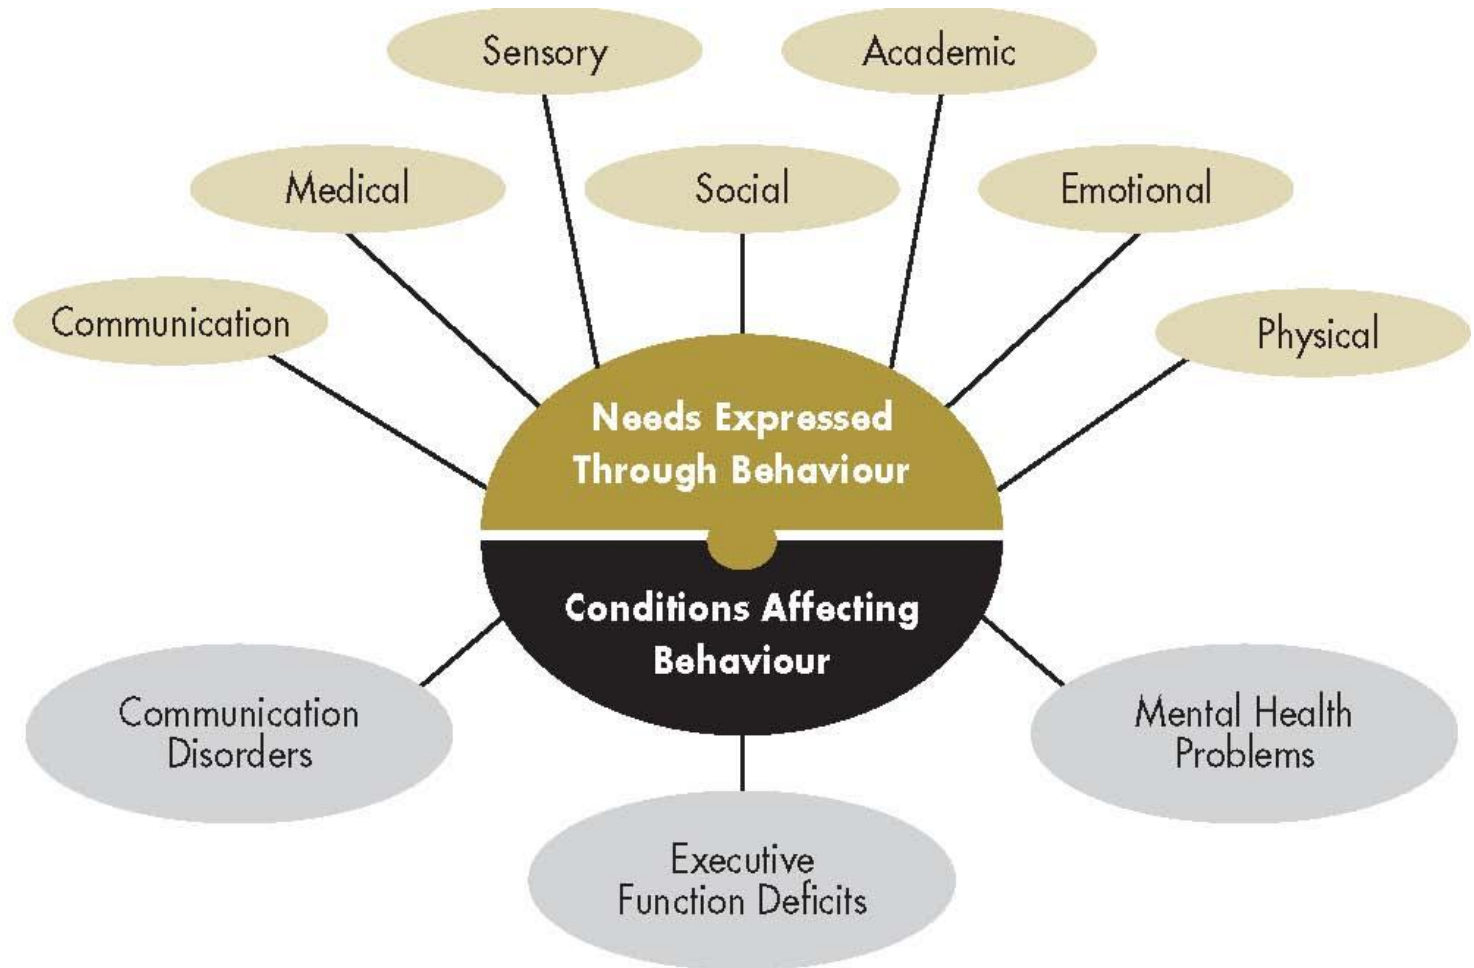 Sensory
Academic
Medical
Social
Emotional
Communication
Physical
Needs Expressed
Through Behaviour
Conditions Affecting
Behaviour
Communication
Disorders
Mental Health
Problems
Executive
Function Deficits